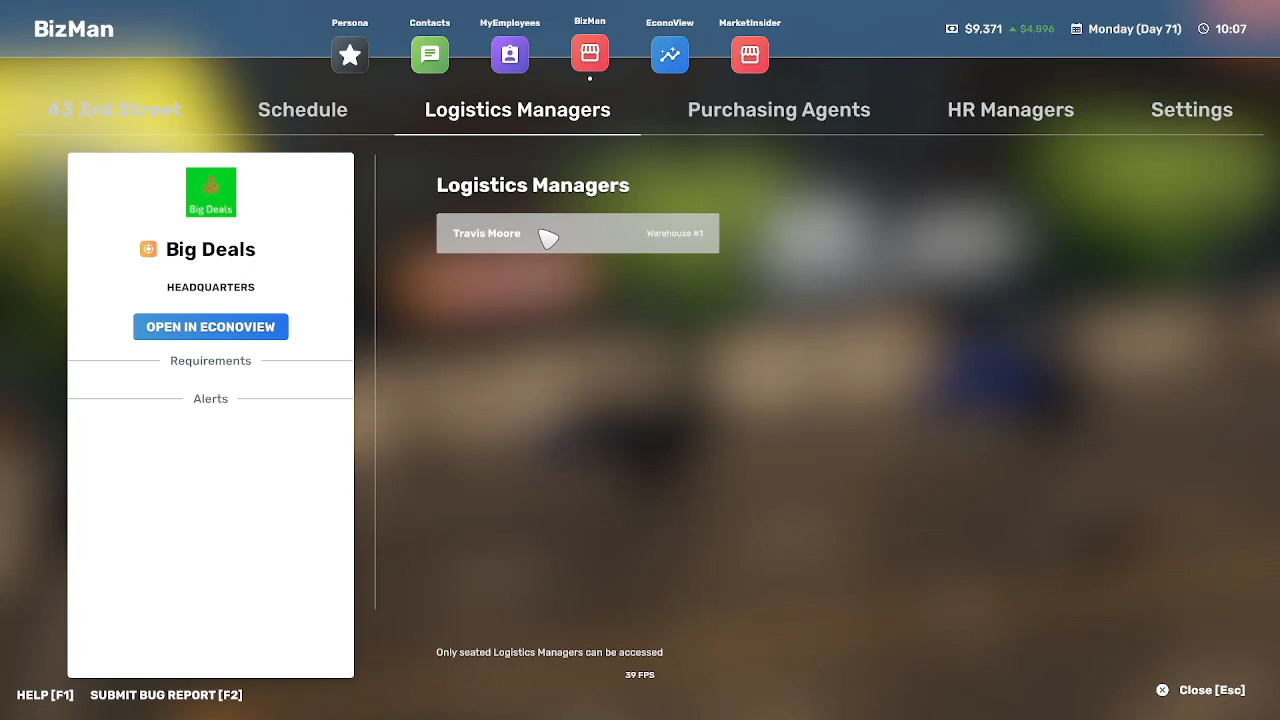 BizMan
Persona
Contacts
MyEmployees
BizMan
EconoView
MarketInsider
$9,371 $4,896
Monday (Day 71)
10:07
43 3rd Street
Schedule
Logistics Managers
Purchasing Agents
HR Managers
Settings
Big Deals
Big Deals
HEADQUARTERS
OPEN IN ECONOVIEW
Requirements
Alerts
Logistics Managers
Travis Moore
Warehouse #1
Only seated Logistics Managers can be accessed
39 FPS
HELP [F1]
SUBMIT BUG REPORT [F2]
Close [Esc]